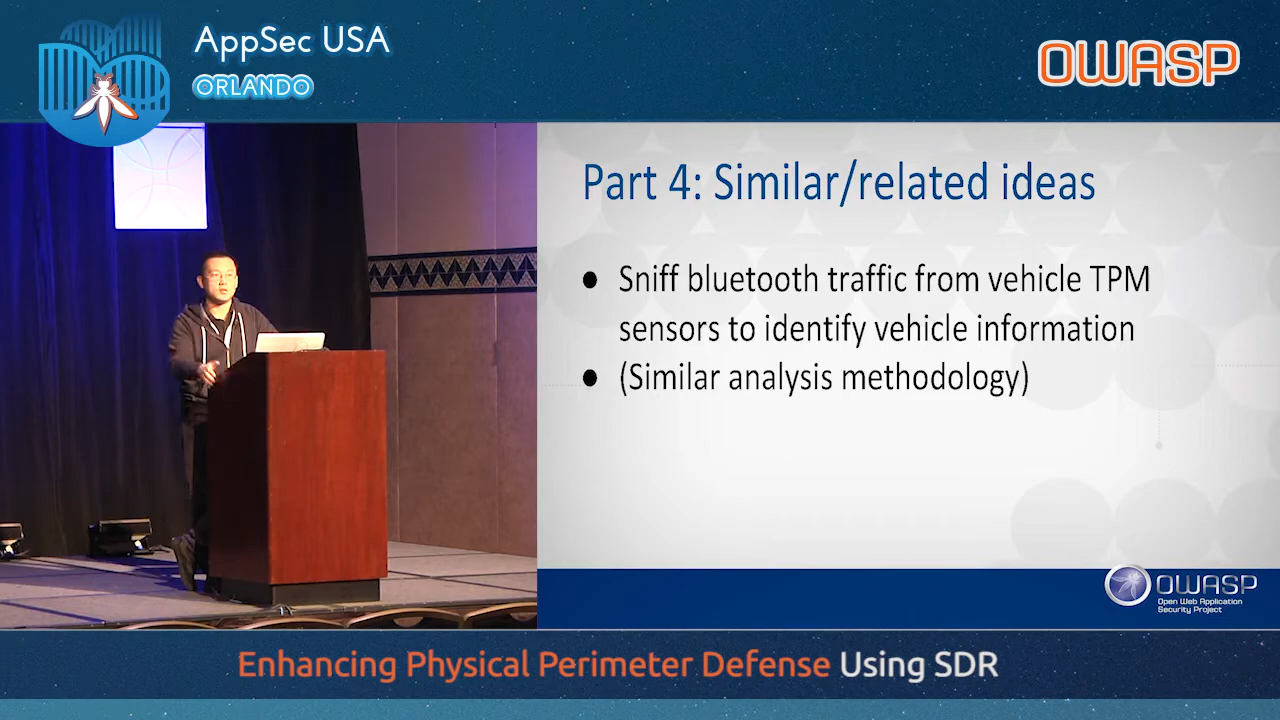 AppSec USA
ORLANDO
OWASP
Part 4: Similar/related ideas
● Sniff bluetooth traffic from vehicle TPM
sensors to identify vehicle information
● (Similar analysis methodology)
OWASP
Open Web Application
Security Project
Enhancing Physical Perimeter Defense Using SDR